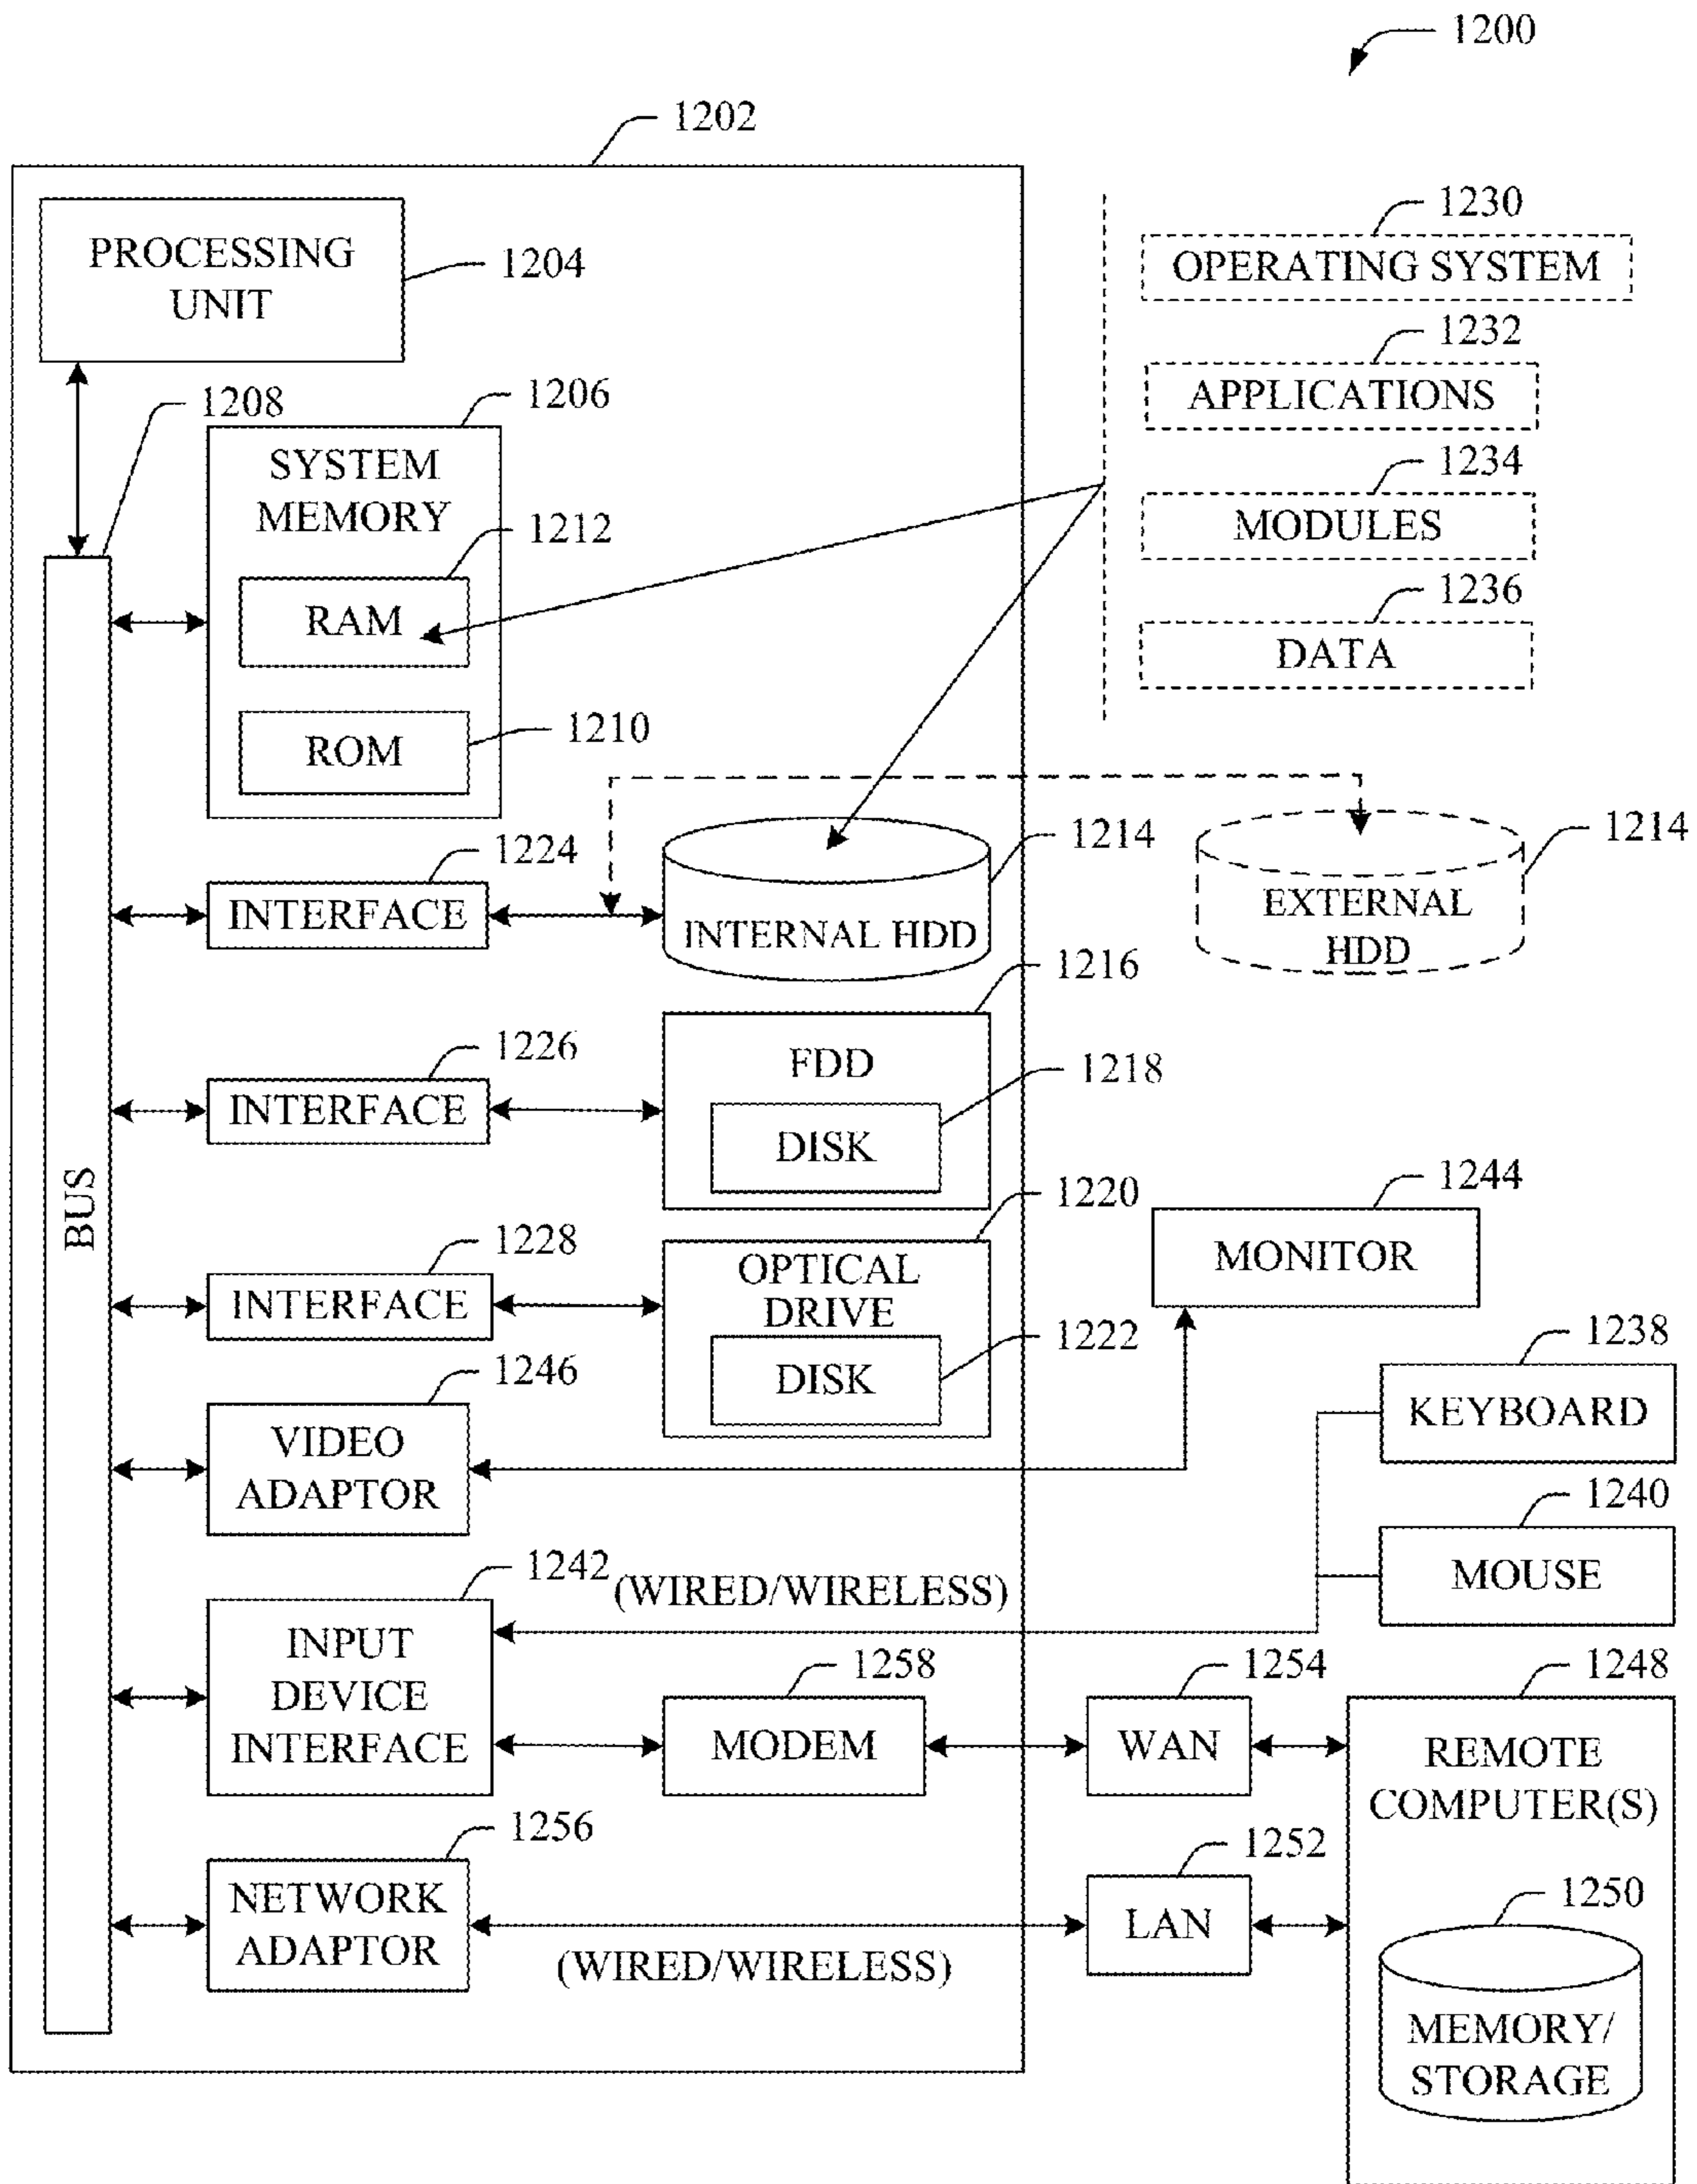 1200
1202
PROCESSING
UNIT
1204
1230
OPERATING SYSTEM
1232
APPLICATIONS
1234
MODULES
1236
DATA
1208
1206
SYSTEM
MEMORY
1212
RAM
1210
ROM
BUS
1224
INTERFACE
1214
INTERNAL HDD
1214
EXTERNAL
HDD
1226
INTERFACE
1216
FDD
1218
DISK
1228
INTERFACE
1220
OPTICAL
DRIVE
1222
DISK
1244
MONITOR
1246
VIDEO
ADAPTOR
1238
KEYBOARD
1240
MOUSE
1242
(WIRED/WIRELESS)
INPUT
DEVICE
INTERFACE
1258
MODEM
1254
WAN
1248
REMOTE
COMPUTER(S)
1256
NETWORK
ADAPTOR
(WIRED/WIRELESS)
1252
LAN
1250
MEMORY/
STORAGE